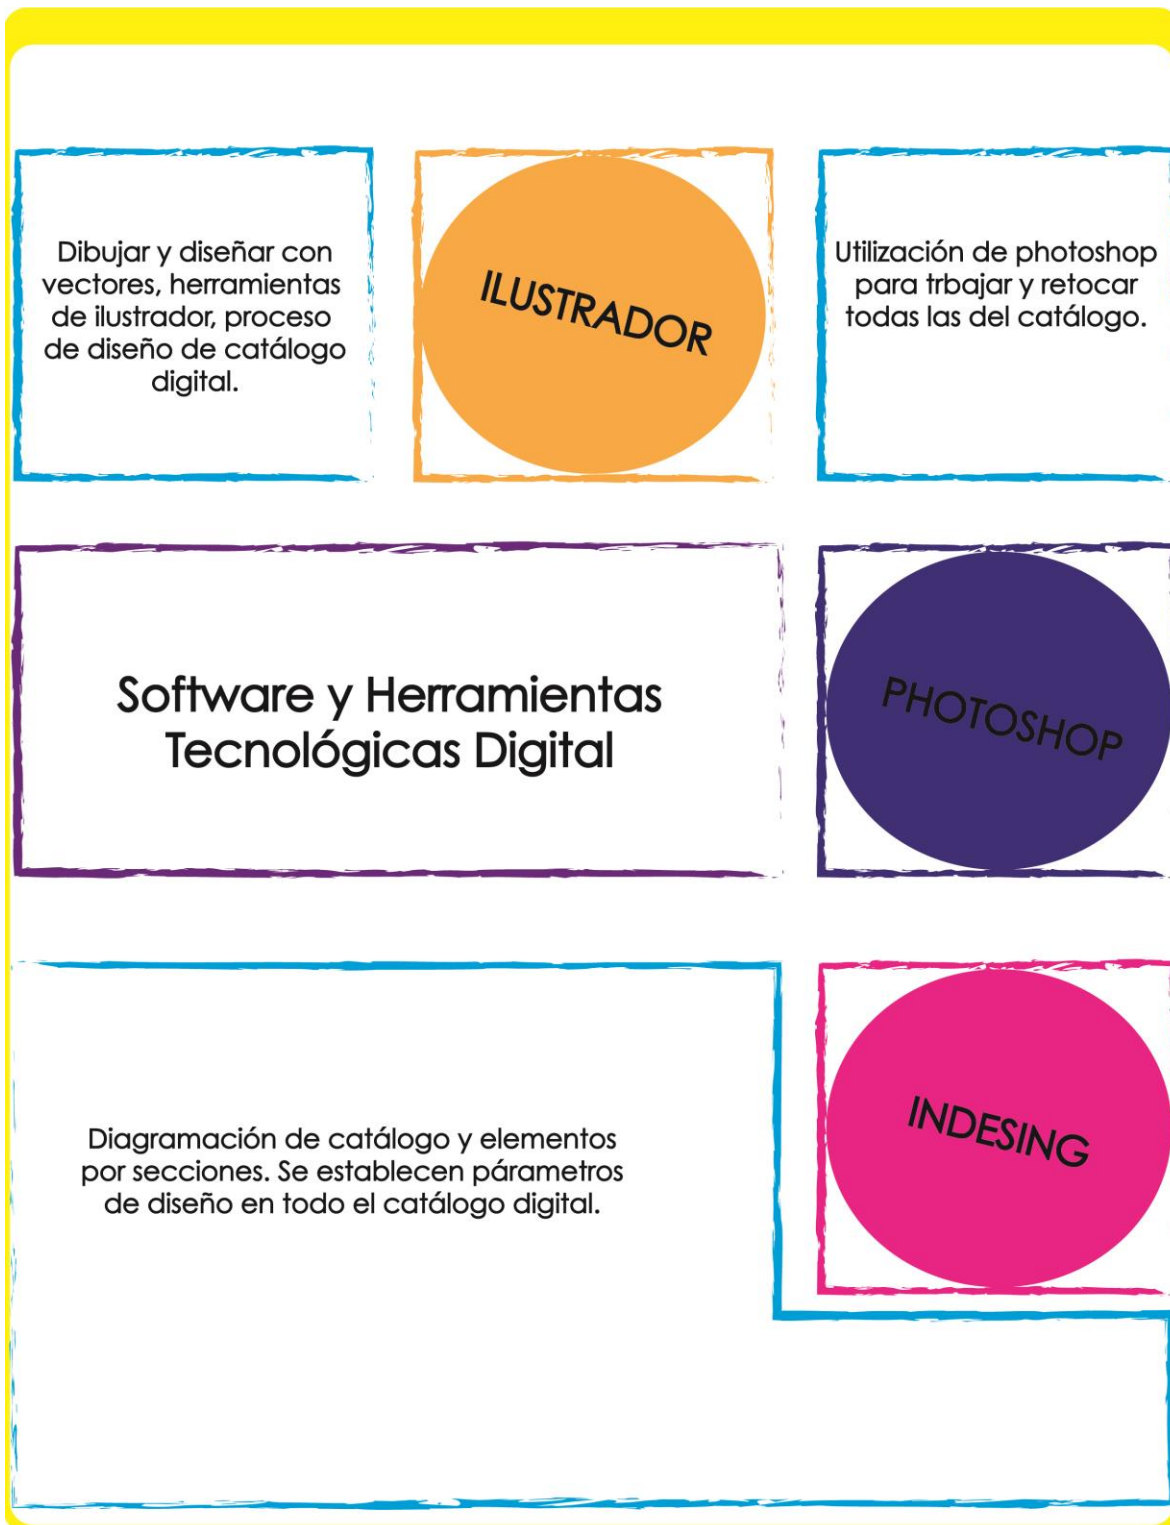 Dibujar y diseñar con
vectores, herramientas
de ilustrador, proceso
de diseño de catálogo
digital.
ILUSTRADOR
Utilización de photoshop
para trbajar y retocar
todas las del catálogo.
Software y Herramientas
Tecnológicas Digital
PHOTOSHOP
Diagramación de catálogo y elementos
por secciones. Se establecen párametros
de diseño en todo el catálogo digital.
INDESING